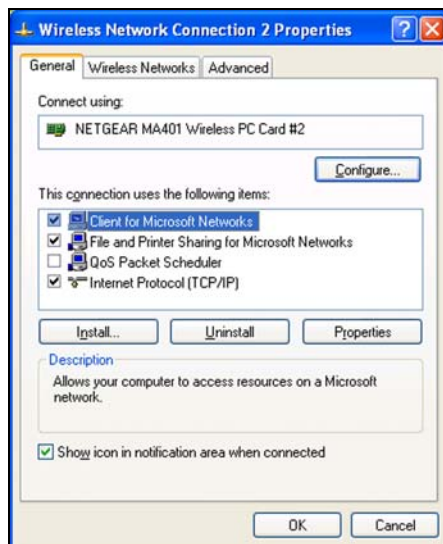 Wireless Network Connection 2 Properties
General Wireless Networks Advanced
Connect using:
NETGEAR MA401 Wireless PC Card #2
Configure...
This connection uses the following items:
Client for Microsoft Networks
File and Printer Sharing for Microsoft Networks
QoS Packet Scheduler
Internet Protocol (TCP/IP)
Install... Uninstall Properties
Description
Allows your computer to access resources on a Microsoft
network.
Show icon in notification area when connected
OK Cancel